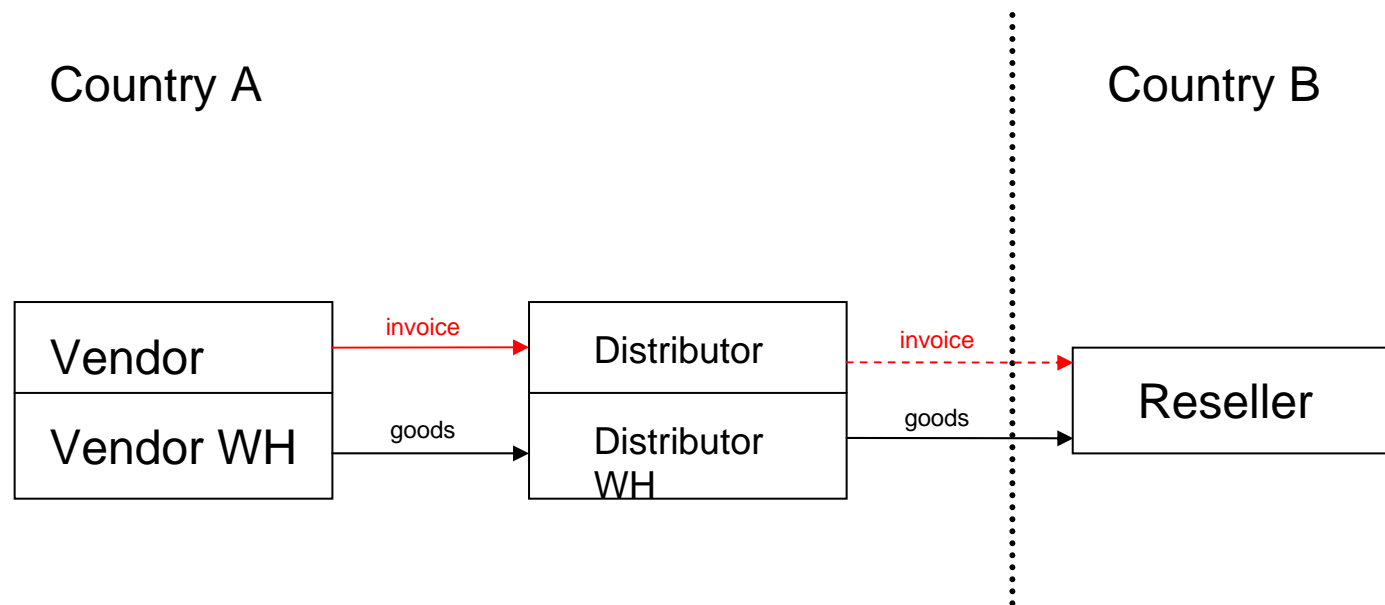 Country A
Country B
invoice
invoice
Vendor
Distributor
Reseller
goods
goods
Vendor WH
Distributor
WH